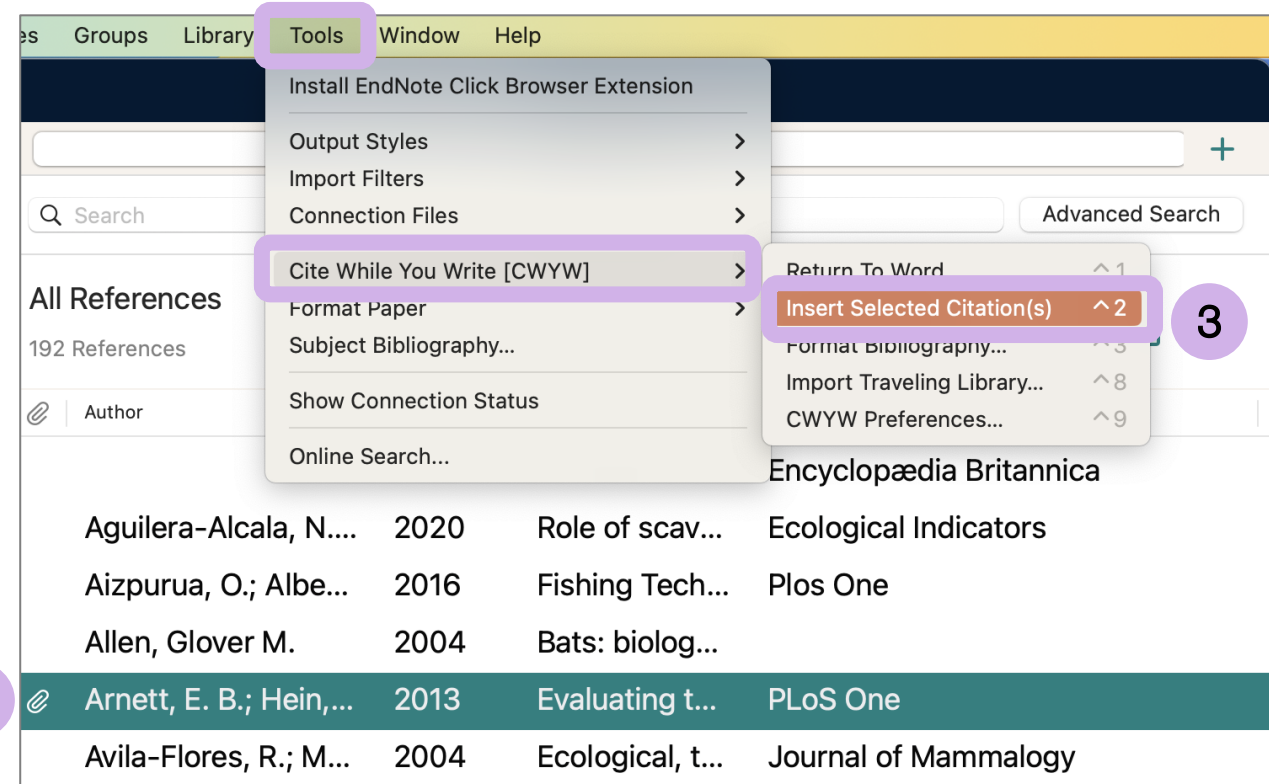 es Groups Library Tools Window Help
Install EndNote Click Browser Extension
Output Styles
Import Filters
Connection Files
Search
Advanced Search
Cite While You Write [CWYW]
Return To Word ^1
All References
Format Paper
Insert Selected Citation(s) ^2
3
192 References
Subject Bibliography...
Format Bibliography... ^3
Import Traveling Library... ^8
Show Connection Status
CWYW Preferences... ^9
Author
Online Search...
Encyclopædia Britannica
Aguilera-Alcala, N.... 2020 Role of scav... Ecological Indicators
Aizpurua, O.; Albe... 2016 Fishing Tech... Plos One
Allen, Glover M. 2004 Bats: biolog...
Arnett, E. B.; Hein,... 2013 Evaluating t... PLoS One
Avila-Flores, R.; M... 2004 Ecological, t... Journal of Mammalogy